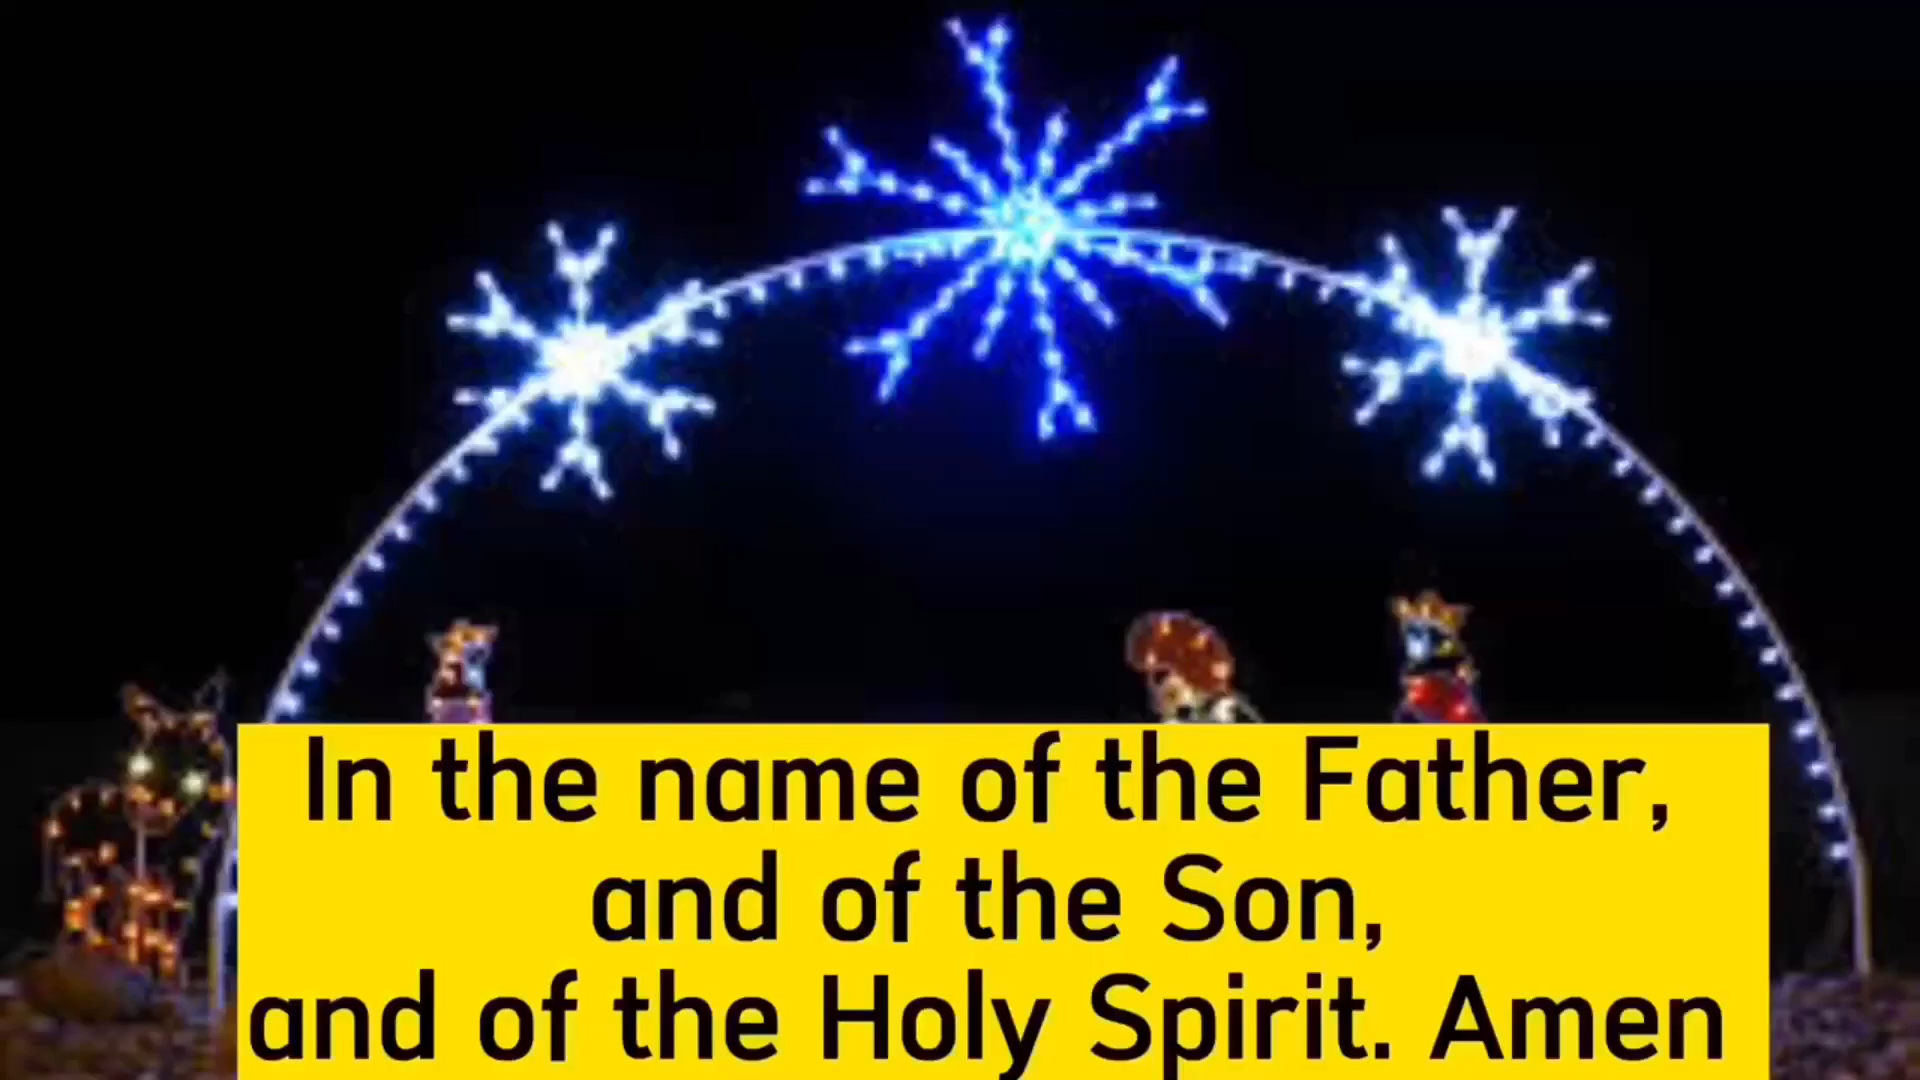 In the name of the Father,
and of the Son,
and of the Holy Spirit. Amen